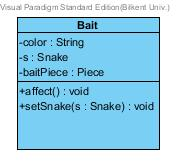 Visual Paradigm Standard Edition(Bilkent Univ.)
Bait
-color : String
-s : Snake
-baitPiece : Piece
+affect() : void
+setSnake(s : Snake) : void